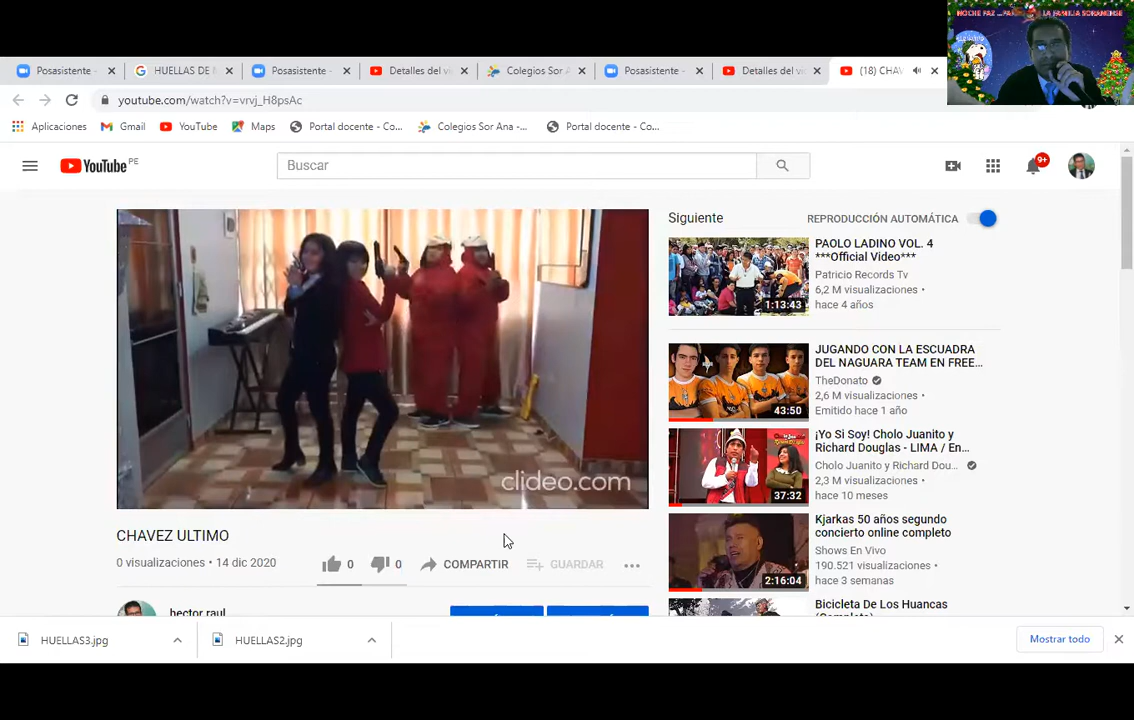 NOCHE PAZ ...PA LA FAMILIA SORANENSE
Posasistente -
HUELLAS DE
Posasistente -
Detalles del vi
Colegios Sor A
Posasistente -
Detalles del vi
(18) CHAV
youtube.com/watch?v=vrvj_H8psAc
Aplicaciones
Gmail
YouTube
Maps
Portal docente - Co...
Colegios Sor Ana -...
Portal docente - Co...
YouTube PE
Buscar
9+
Siguiente
REPRODUCCIÓN AUTOMÁTICA
PAOLO LADINO VOL. 4
***Official Video***
Patricio Records Tv
6,2 M visualizaciones •
hace 4 años
1:13:43
JUGANDO CON LA ESCUADRA
DEL NAGUARA TEAM EN FREE...
TheDonato
2,6 M visualizaciones •
Emitido hace 1 año
43:50
¡Yo Si Soy! Cholo Juanito y
Richard Douglas - LIMA / En...
Cholo Juanito y Richard Dou...
2,3 M visualizaciones •
hace 10 meses
37:32
Kjarkas 50 años segundo
concierto online completo
Shows En Vivo
190.521 visualizaciones •
hace 3 semanas
2:16:04
Bicicleta De Los Huancas
clideo.com
CHAVEZ ULTIMO
0 visualizaciones • 14 dic 2020
0
0
COMPARTIR
GUARDAR
hector raul
HUELLAS3.jpg
HUELLAS2.jpg
Mostrar todo